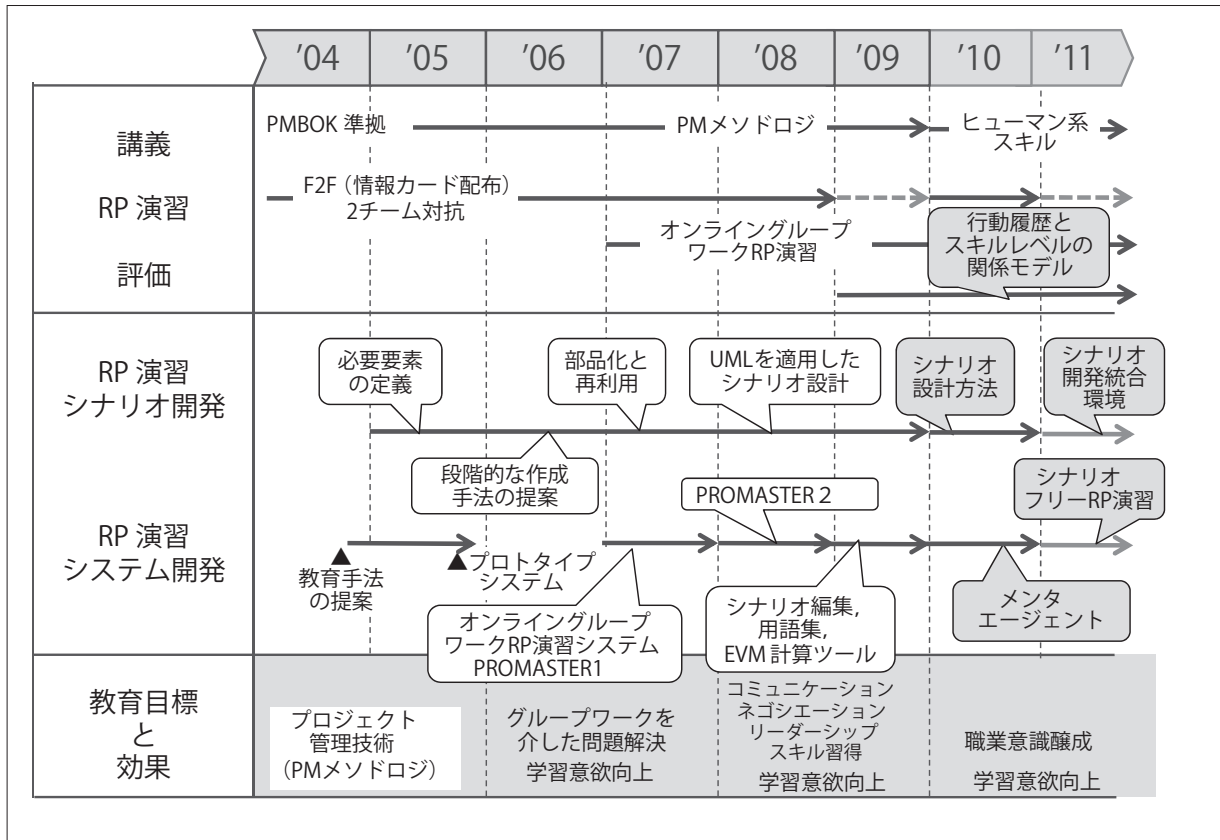 ’04
’05
’06
’07
’08
’09
’10
’11
講義
PMBOK 準拠
PMメソドロジ
ヒューマン系
スキル
RP 演習
F2F（情報カード配布）
2チーム対抗
オンライングループ
ワークRP演習
評価
行動履歴と
スキルレベルの
関係モデル
RP 演習
シナリオ開発
必要要素
の定義
段階的な作成
手法の提案
部品化と
再利用
UMLを適用した
シナリオ設計
シナリオ
設計方法
シナリオ
開発統合
環境
RP 演習
システム開発
▲
教育手法
の提案
▲プロトタイプ
システム
オンライングループ
ワークRP演習システム
PROMASTER1
PROMASTER 2
シナリオ編集,
用語集,
EVM 計算ツール
メンタ
エージェント
シナリオ
フリーRP演習
教育目標
と
効果
プロジェクト
管理技術
（PMメソドロジ）
グループワークを
介した問題解決
学習意欲向上
コミュニケーション
ネゴシエーション
リーダーシップ
スキル習得
学習意欲向上
職業意識醸成
学習意欲向上